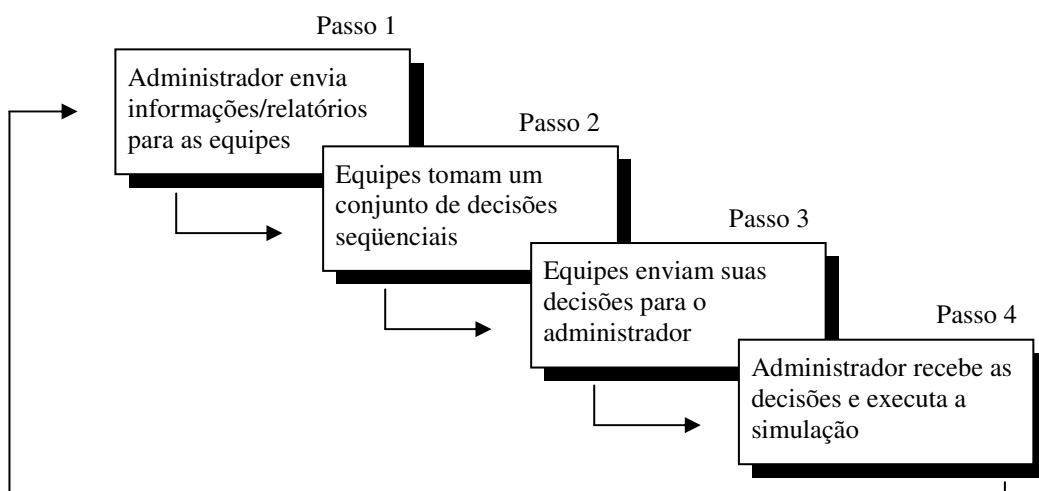 Passo 1
Administrador envia
informações/relatórios
para as equipes
Passo 2
Equipes tomam um
conjunto de decisões
seqüenciais
Passo 3
Equipes enviam suas
decisões para o
administrador
Passo 4
Administrador recebe as
decisões e executa a
simulação